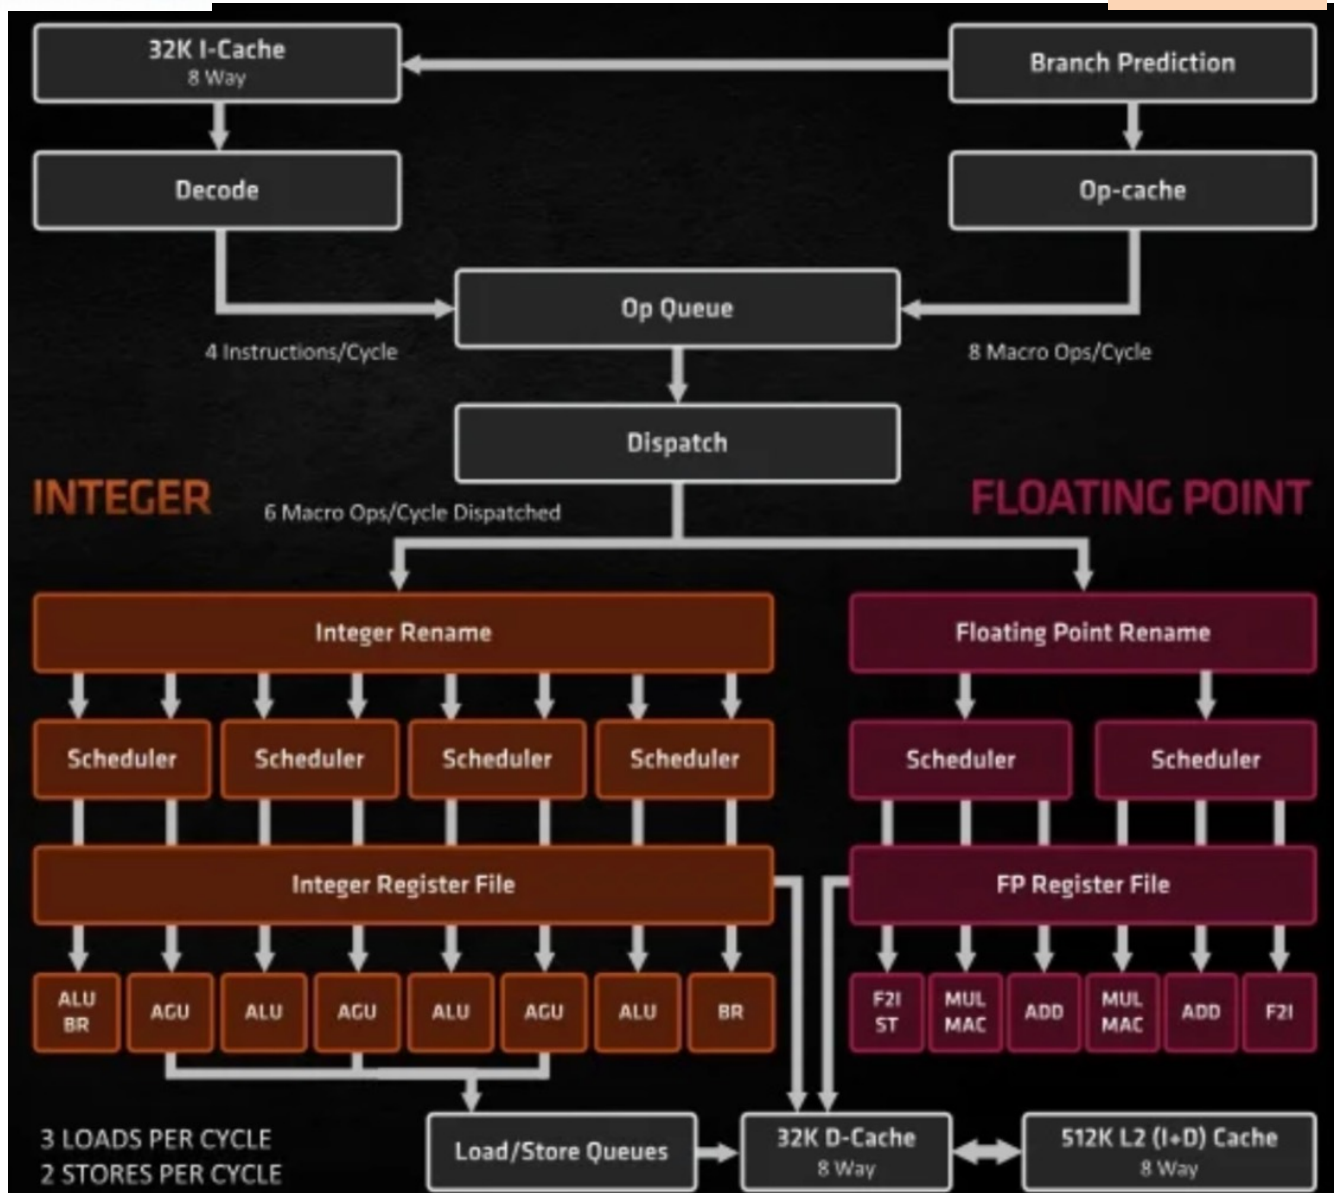 32K I-Cache
8 Way
Branch Prediction
Decode
Op-cache
Op Queue
4 Instructions/Cycle
8 Macro Ops/Cycle
Dispatch
INTEGER
FLOATING POINT
6 Macro Ops/Cycle Dispatched
Integer Rename
Floating Point Rename
Scheduler
Scheduler
Scheduler
Scheduler
Scheduler
Scheduler
Integer Register File
FP Register File
ALU
BR
AGU
ALU
AGU
ALU
AGU
ALU
BR
F2I
ST
MUL
MAC
ADD
MUL
MAC
ADD
F2I
3 LOADS PER CYCLE
2 STORES PER CYCLE
Load/Store Queues
32K D-Cache
8 Way
512K L2 (I+D) Cache
8 Way